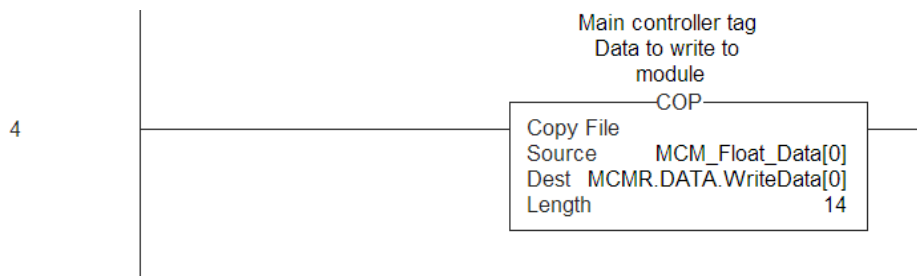 Main controller tag
Data to write to
module
COP
4
Copy File
Source MCM_Float_Data[0]
Dest MCMR.DATA.WriteData[0]
Length 14